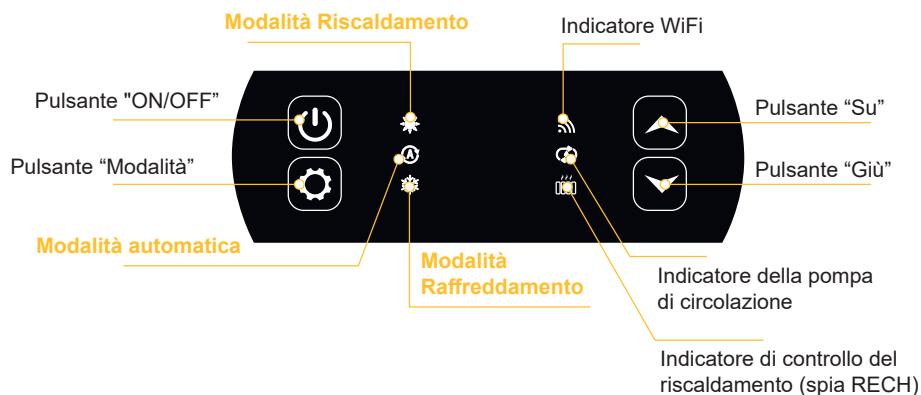 Modalità Riscaldamento
Indicatore WiFi
Pulsante "ON/OFF”
Pulsante “Su”
Pulsante “Modalità”
Pulsante “Giù”
A
Modalità automatica
Modalità
Raffreddamento
Indicatore della pompa
di circolazione
Indicatore di controllo del
riscaldamento (spia RECH)